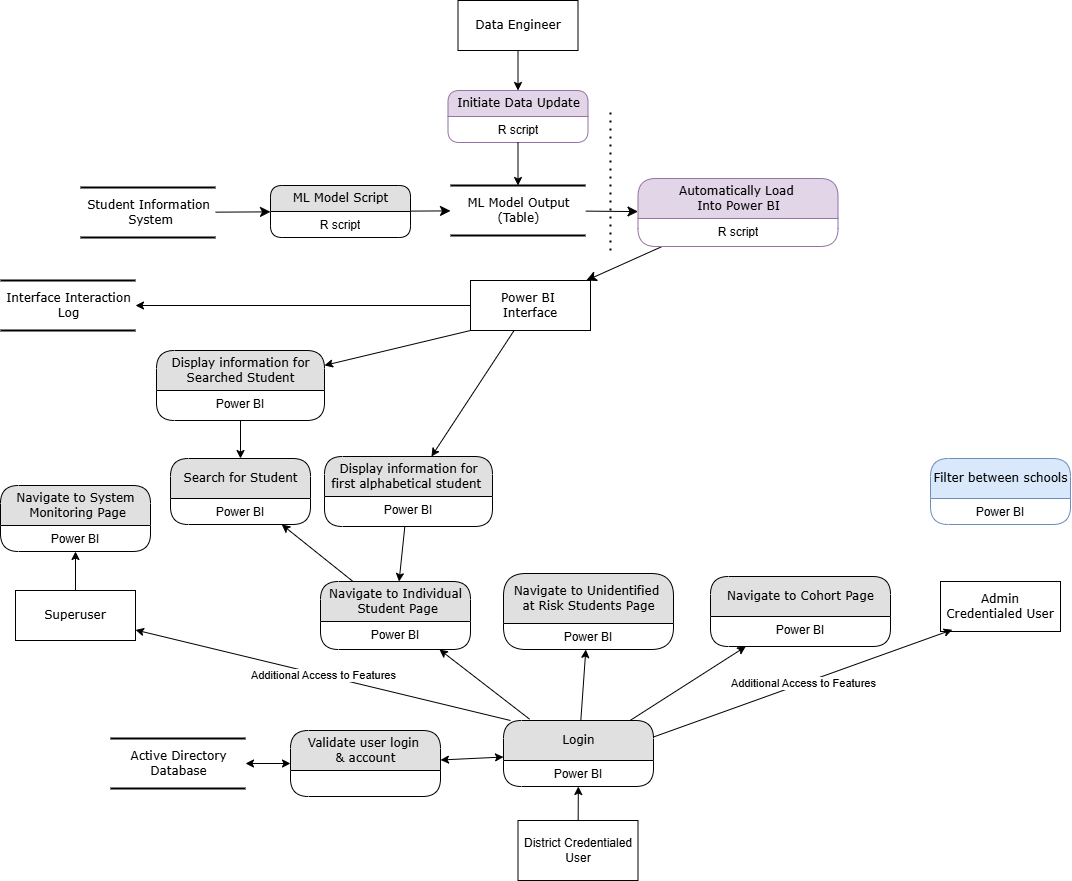 Data Engineer
Initiate Data Update
R script
Student Information
System
ML Model Script
R script
ML Model Output
(Table)
Automatically Load
Into Power BI
R script
Interface Interaction
Log
Power BI
Interface
Display information for
Searched Student
Power BI
Search for Student
Power BI
Display information for
first alphabetical student
Power BI
Filter between schools
Power BI
Navigate to System
Monitoring Page
Power BI
Superuser
Navigate to Individual
Student Page
Power BI
Navigate to Unidentified
at Risk Students Page
Power BI
Navigate to Cohort Page
Power BI
Admin
Credentialed User
Additional Access to Features
Additional Access to Features
Active Directory
Database
Validate user login
& account
Login
Power BI
District Credentialed
User